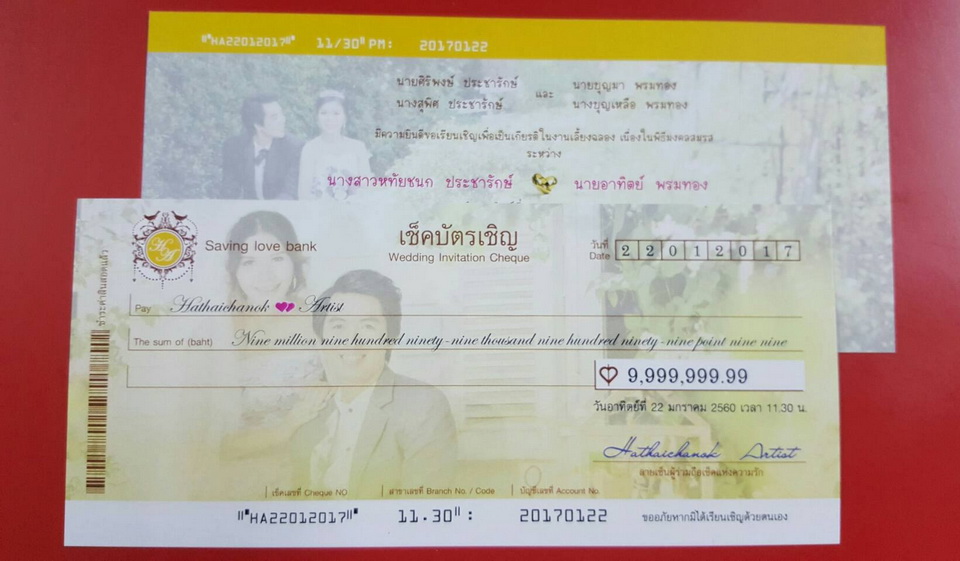 "HA22012017" 11/30" PM: 20170122
นายศิริพงษ์ ประชารักษ์ และ นายบุญมา พรมทอง
นางสุพิศ ประชารักษ์ นางบุญเหลือ พรมทอง
มีความยินดีขอเรียนเชิญเพื่อเป็นเกียรติในงานเลี้ยงฉลอง เนื่องในพิธีมงคลสมรส
ระหว่าง
นางสาวหทัยชนก ประชารักษ์ นายอาทิตย์ พรมทอง
HA
Saving love bank
เช็คบัตรเชิญ
Wedding Invitation Cheque
วันที่
Date 22012017
ชำระค่าอินสยตแล้ว
Pay Hathaichanok Artist
The sum of (baht) Nine million nine hundred ninety-nine thousand nine hundred ninety-nine point nine nine
9,999,999.99
วันอาทิตย์ที่ 22 มกราคม 2560 เวลา 11.30 น.
Hathaichanok Artist
ลายเซ็นผู้ร่วมถือเช็คแห่งความรัก
เช็คเลขที่ Cheque NO สาขาเลขที่ Branch No. / Code บัญชีเลขที่ Account No.
"HA22012017" 11.30": 20170122 ขออภัยหากมิได้เรียนเชิญด้วยตนเอง